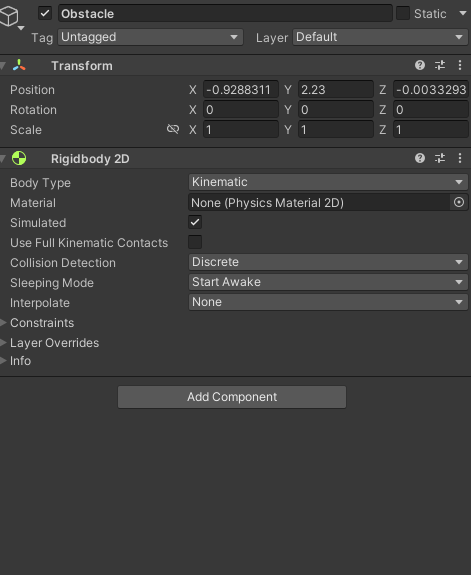 Obstacle Static
Tag Untagged Layer Default
Transform
Position X -0.9288311 Y 2.23 Z -0.0033293
Rotation X 0 Y 0 Z 0
Scale X 1 Y 1 Z 1
Rigidbody 2D
Body Type Kinematic
Material None (Physics Material 2D)
Simulated
Use Full Kinematic Contacts
Collision Detection Discrete
Sleeping Mode Start Awake
Interpolate None
Constraints
Layer Overrides
Info
Add Component